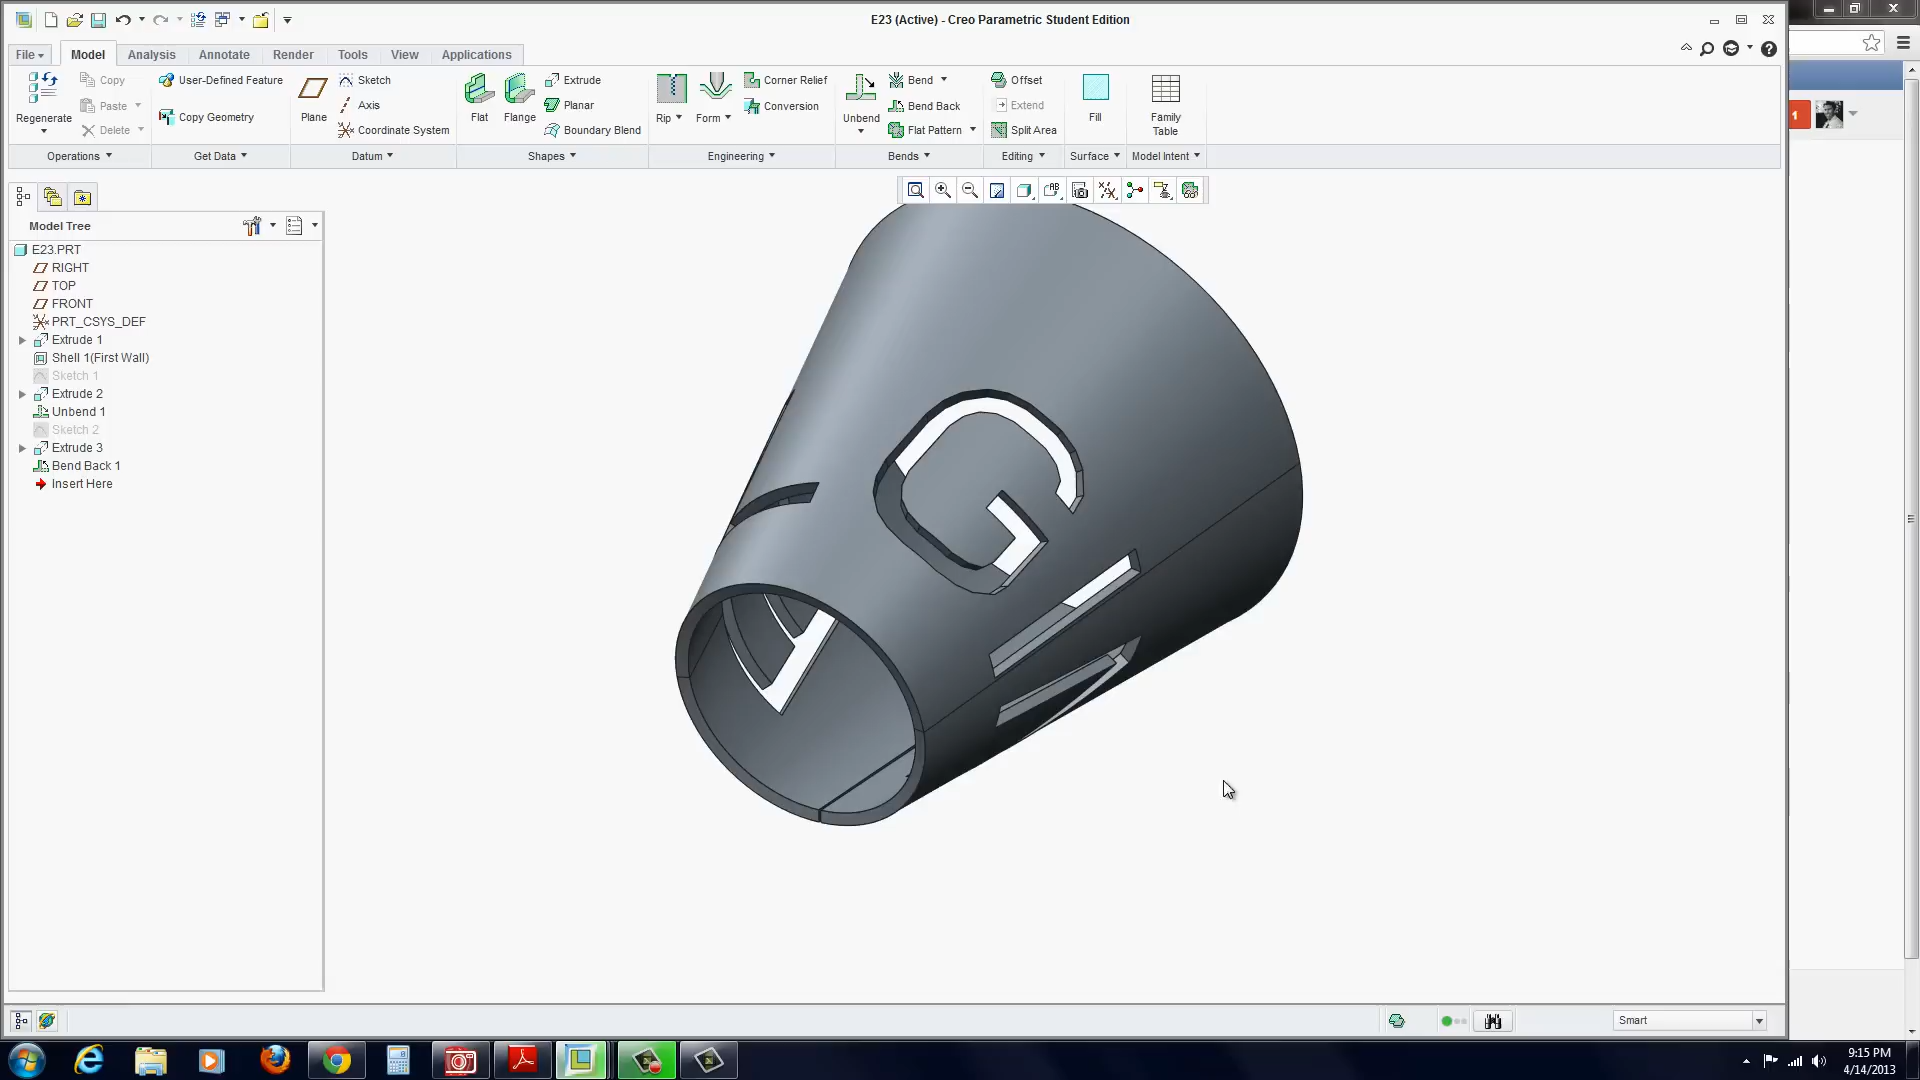 E23 (Active) - Creo Parametric Student Edition
File Model Analysis Annotate Render Tools View Applications
Regenerate
Copy
Paste
Delete
Operations
User-Defined Feature
Copy Geometry
Get Data
Plane
Sketch
Axis
Coordinate System
Datum
Flat
Flange
Extrude
Planar
Boundary Blend
Shapes
Rip
Form
Corner Relief
Conversion
Engineering
Unbend
Bend
Bend Back
Flat Pattern
Bends
Offset
Extend
Split Area
Editing
Fill
Surface
Family
Table
Model Intent
1
Model Tree
E23.PRT
RIGHT
TOP
FRONT
PRT_CSYS_DEF
Extrude 1
Shell 1(First Wall)
Sketch 1
Extrude 2
Unbend 1
Sketch 2
Extrude 3
Bend Back 1
Insert Here
G
Smart
9:15 PM
4/14/2013